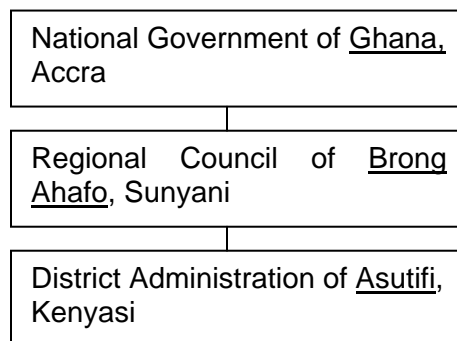 National Government of Ghana,
Accra
Regional Council of Brong
Ahafo, Sunyani
District Administration of Asutifi,
Kenyasi